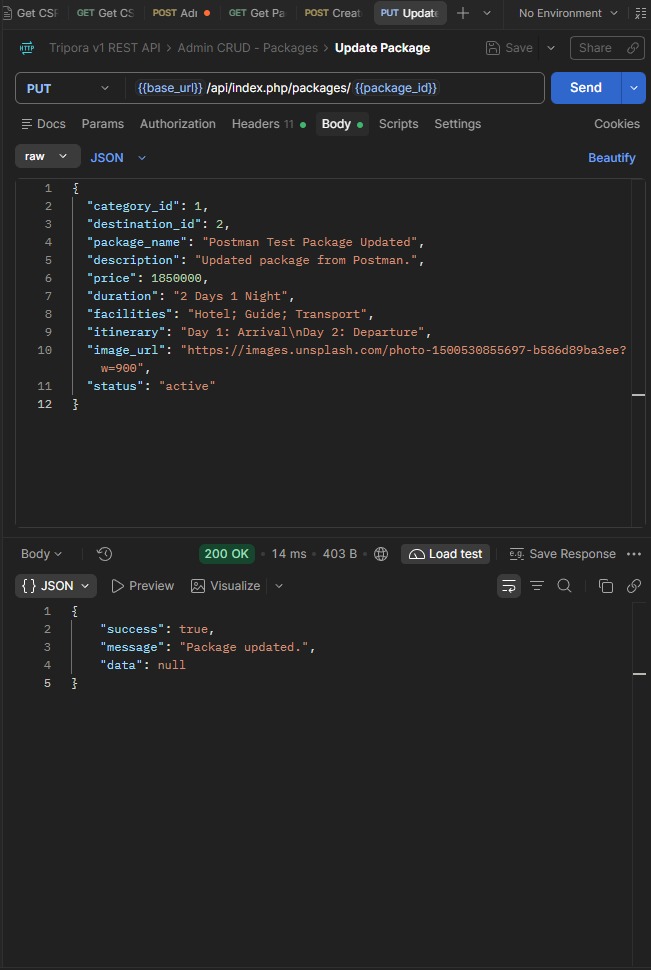 Get CSF GET Get CS POST Adr GET Get Pa POST Creat PUT Update No Environment
HTTP Tripora v1 REST API > Admin CRUD - Packages > Update Package Save Share
PUT {{base_url}} /api/index.php/packages/ {{package_id}} Send
Docs Params Authorization Headers 11 Body Scripts Settings Cookies
raw JSON Beautify
1 {
2 "category_id": 1,
3 "destination_id": 2,
4 "package_name": "Postman Test Package Updated",
5 "description": "Updated package from Postman.",
6 "price": 1850000,
7 "duration": "2 Days 1 Night",
8 "facilities": "Hotel; Guide; Transport",
9 "itinerary": "Day 1: Arrival\nDay 2: Departure",
10 "image_url": "https://images.unsplash.com/photo-1500530855697-b586d89ba3ee?
w=900",
11 "status": "active"
12 }
Body 200 OK • 14 ms • 403 B • Load test e.g. Save Response
{} JSON Preview Visualize
1 {
2 "success": true,
3 "message": "Package updated.",
4 "data": null
5 }